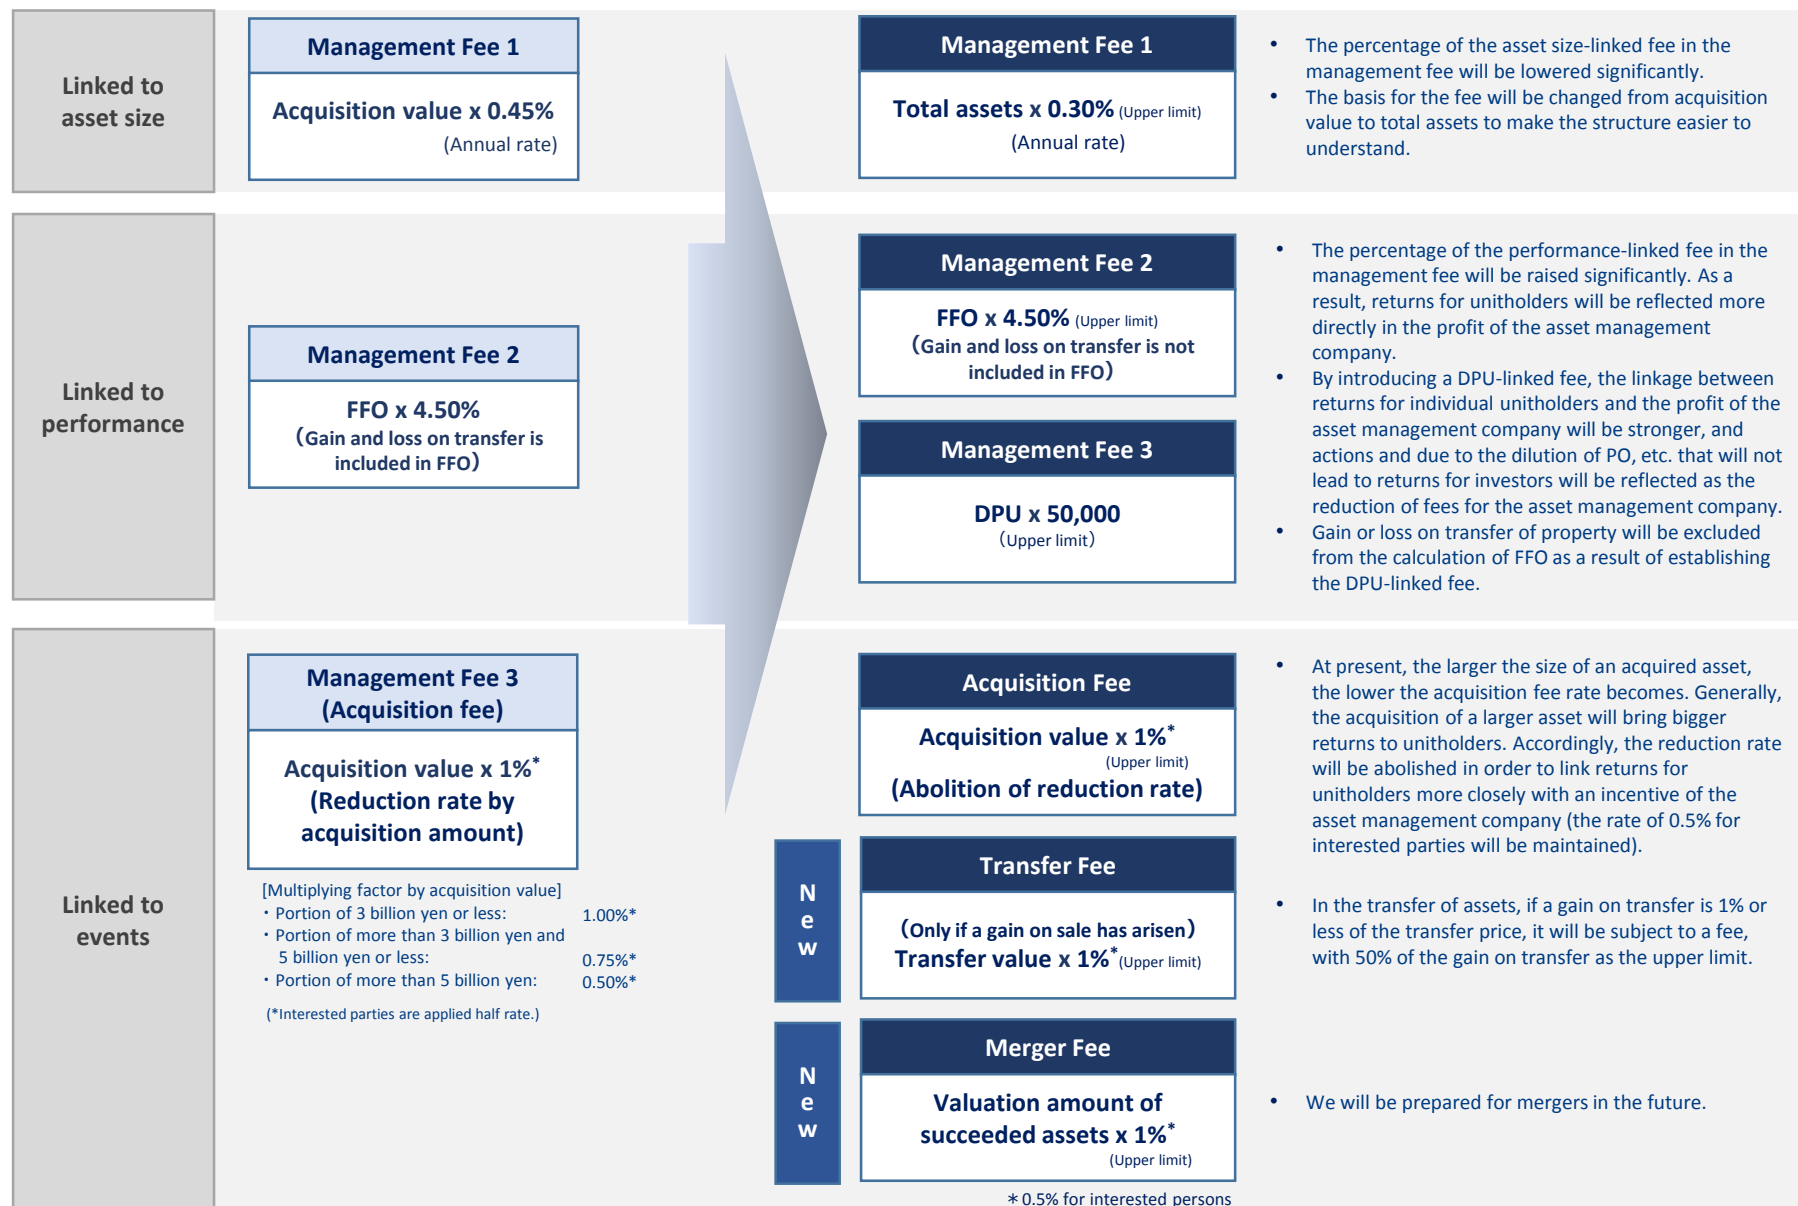 Linked to
asset size
Management Fee 1
Acquisition value x 0.45%
(Annual rate)
Management Fee 1
Total assets x 0.30% (Upper limit)
(Annual rate)
• The percentage of the asset size-linked fee in the
management fee will be lowered significantly.
• The basis for the fee will be changed from acquisition
value to total assets to make the structure easier to
understand.
Linked to
performance
Management Fee 2
FFO x 4.50%
(Gain and loss on transfer is
included in FFO)
Management Fee 2
FFO x 4.50% (Upper limit)
(Gain and loss on transfer is not
included in FFO)
Management Fee 3
DPU x 50,000
(Upper limit)
• The percentage of the performance-linked fee in the
management fee will be raised significantly. As a
result, returns for unitholders will be reflected more
directly in the profit of the asset management
company.
• By introducing a DPU-linked fee, the linkage between
returns for individual unitholders and the profit of the
asset management company will be stronger, and
actions and due to the dilution of PO, etc. that will not
lead to returns for investors will be reflected as the
reduction of fees for the asset management company.
• Gain or loss on transfer of property will be excluded
from the calculation of FFO as a result of establishing
the DPU-linked fee.
Linked to
events
Management Fee 3
(Acquisition fee)
Acquisition value x 1%*
(Reduction rate by
acquisition amount)
[Multiplying factor by acquisition value]
・Portion of 3 billion yen or less: 1.00%*
・Portion of more than 3 billion yen and
5 billion yen or less: 0.75%*
・Portion of more than 5 billion yen: 0.50%*
(*Interested parties are applied half rate.)
Acquisition Fee
Acquisition value x 1%*
(Upper limit)
(Abolition of reduction rate)
New
Transfer Fee
(Only if a gain on sale has arisen)
Transfer value x 1%*(Upper limit)
New
Merger Fee
Valuation amount of
succeeded assets x 1%*
(Upper limit)
＊0.5% for interested persons
• At present, the larger the size of an acquired asset,
the lower the acquisition fee rate becomes. Generally,
the acquisition of a larger asset will bring bigger
returns to unitholders. Accordingly, the reduction rate
will be abolished in order to link returns for
unitholders more closely with an incentive of the
asset management company (the rate of 0.5% for
interested parties will be maintained).
• In the transfer of assets, if a gain on transfer is 1% or
less of the transfer price, it will be subject to a fee,
with 50% of the gain on transfer as the upper limit.
• We will be prepared for mergers in the future.